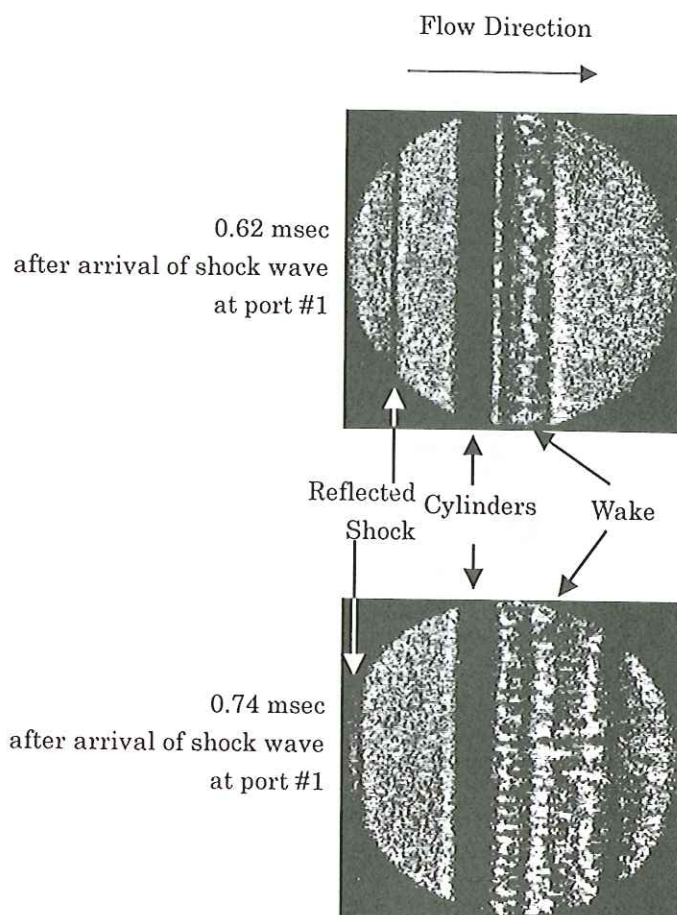 Flow Direction
0.62 msec
after arrival of shock wave
at port #1
Reflected
Shock
Cylinders
Wake
0.74 msec
after arrival of shock wave
at port #1